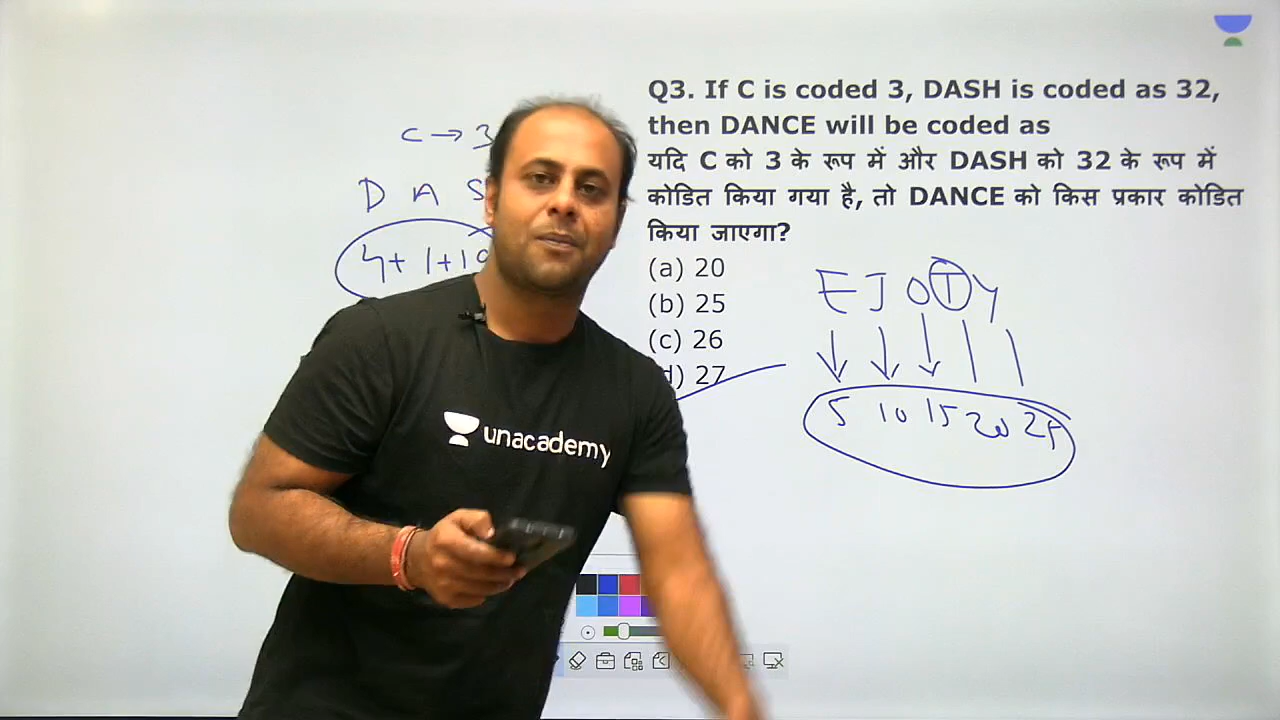 Q3. If C is coded 3, DASH is coded as 32,
then DANCE will be coded as
यदि C को 3 के रूप में और DASH को 32 के रूप में
कोडित किया गया है, तो DANCE को किस प्रकार कोडित
किया जाएगा?
(a) 20
(b) 25
(c) 26
d) 27
C → 3
D A S
4+ 1+19
E J O T Y
5 10 15 20 25
unacademy